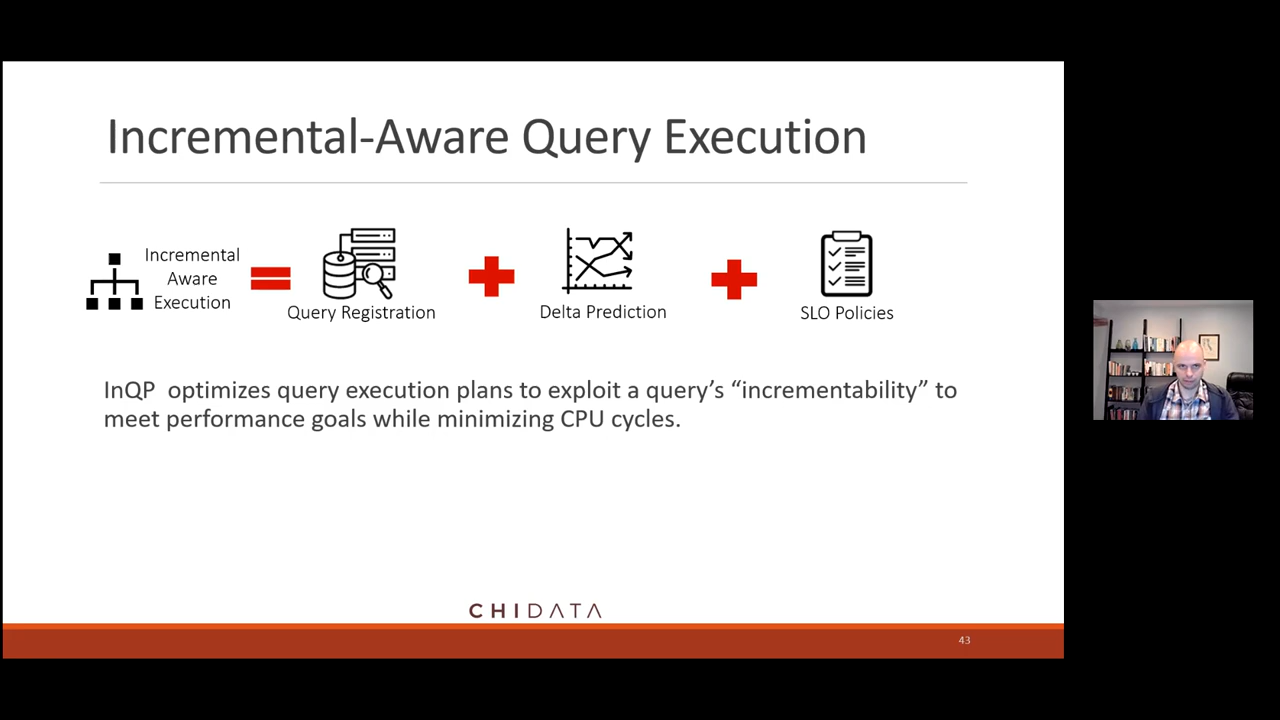 Incremental-Aware Query Execution
Incremental
Aware
Execution
Query Registration
Delta Prediction
SLO Policies
InQP  optimizes query execution plans to exploit a query’s “incrementability” to
meet performance goals while minimizing CPU cycles.
CHIDATA
43